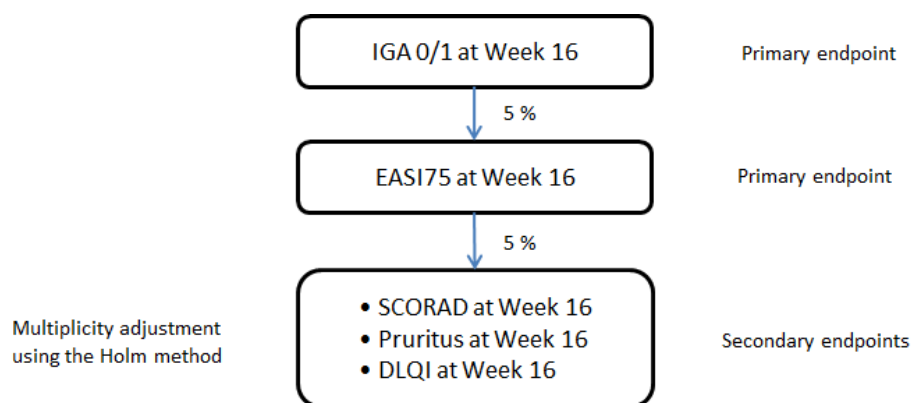 IGA 0/1 at Week 16
Primary endpoint
5 %
EASI75 at Week 16
Primary endpoint
5 %
• SCORAD at Week 16
• Pruritus at Week 16
• DLQI at Week 16
Multiplicity adjustment
using the Holm method
Secondary endpoints